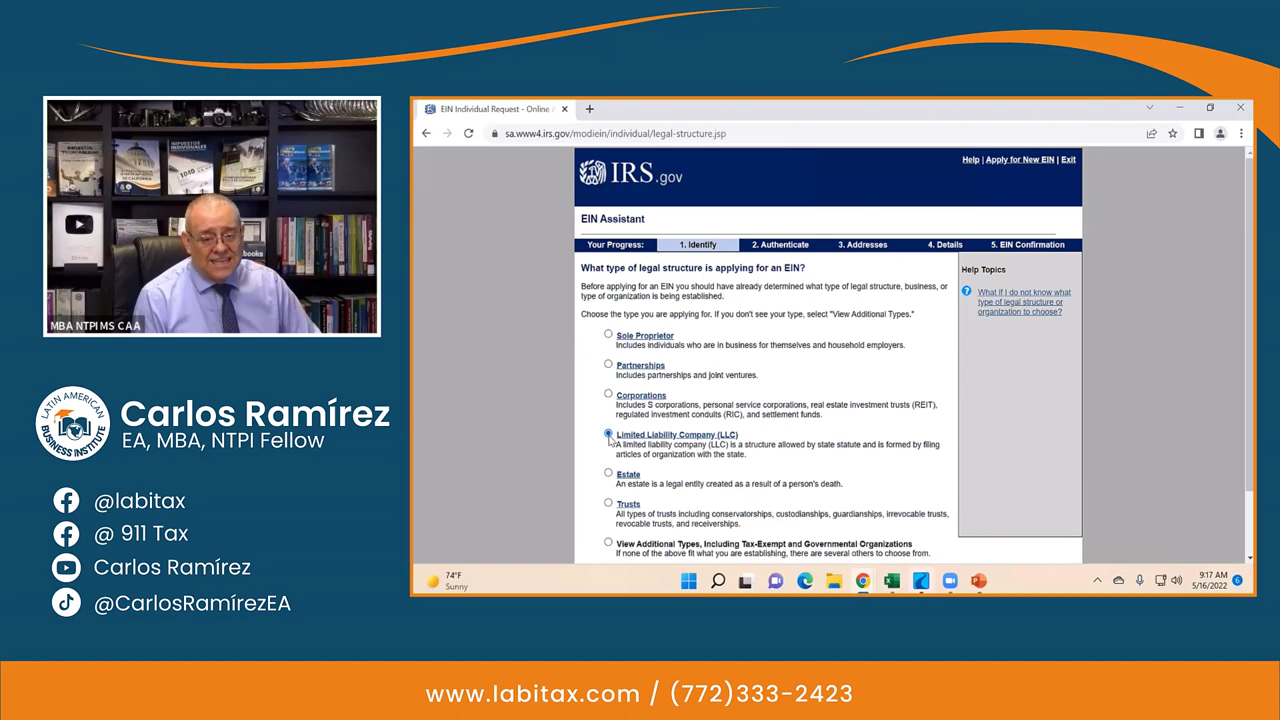 MBA NTPI MS CAA
LATIN AMERICAN
BUSINESS INSTITUTE
Carlos Ramírez
EA, MBA, NTPI Fellow
@labitax
@ 911 Tax
Carlos Ramírez
@CarlosRamírezEA
EIN Individual Request - Online
sa.www4.irs.gov/modiein/individual/legal-structure.jsp
IRS.gov
Help | Apply for New EIN | Exit
EIN Assistant
Your Progress: 1. Identify 2. Authenticate 3. Addresses 4. Details 5. EIN Confirmation
What type of legal structure is applying for an EIN?
Before applying for an EIN you should have already determined what type of legal structure, business, or
type of organization is being established.
Choose the type you are applying for. If you don't see your type, select "View Additional Types."
Sole Proprietor
Includes individuals who are in business for themselves and household employers.
Partnerships
Includes partnerships and joint ventures.
Corporations
Includes S corporations, personal service corporations, real estate investment trusts (REIT),
regulated investment conduits (RIC), and settlement funds.
Limited Liability Company (LLC)
A limited liability company (LLC) is a structure allowed by state statute and is formed by filing
articles of organization with the state.
Estate
An estate is a legal entity created as a result of a person's death.
Trusts
All types of trusts including conservatorships, custodianships, guardianships, irrevocable trusts,
revocable trusts, and receiverships.
View Additional Types, Including Tax-Exempt and Governmental Organizations
If none of the above fit what you are establishing, there are several others to choose from.
Help Topics
What if I do not know what
type of legal structure or
organization to choose?
74°F
Sunny
9:17 AM
5/16/2022
6
www.labitax.com / (772)333-2423